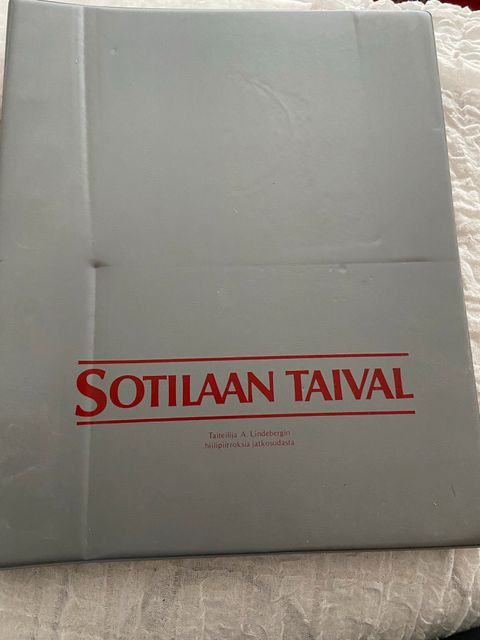 SOTILAAN TAIVAL
Taiteilija A. Lindebergin
hiilipiirroksia jatkosodasta